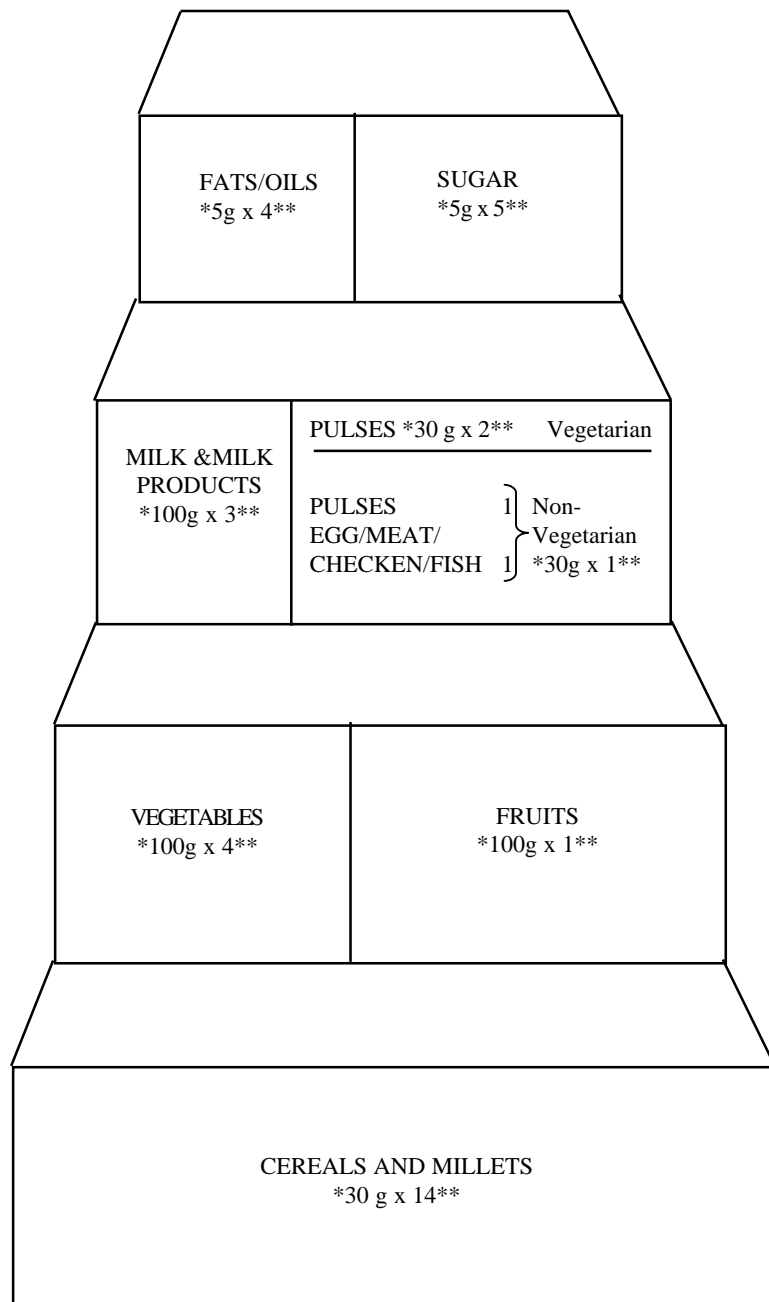 FATS/OILS
*5g x 4**
SUGAR
*5g x 5**
MILK &MILK
PRODUCTS
*100g x 3**
PULSES *30 g x 2** Vegetarian
PULSES 1 Non-
EGG/MEAT/ Vegetarian
CHECKEN/FISH 1 *30g x 1**
VEGETABLES
*100g x 4**
FRUITS
*100g x 1**
CEREALS AND MILLETS
*30 g x 14**